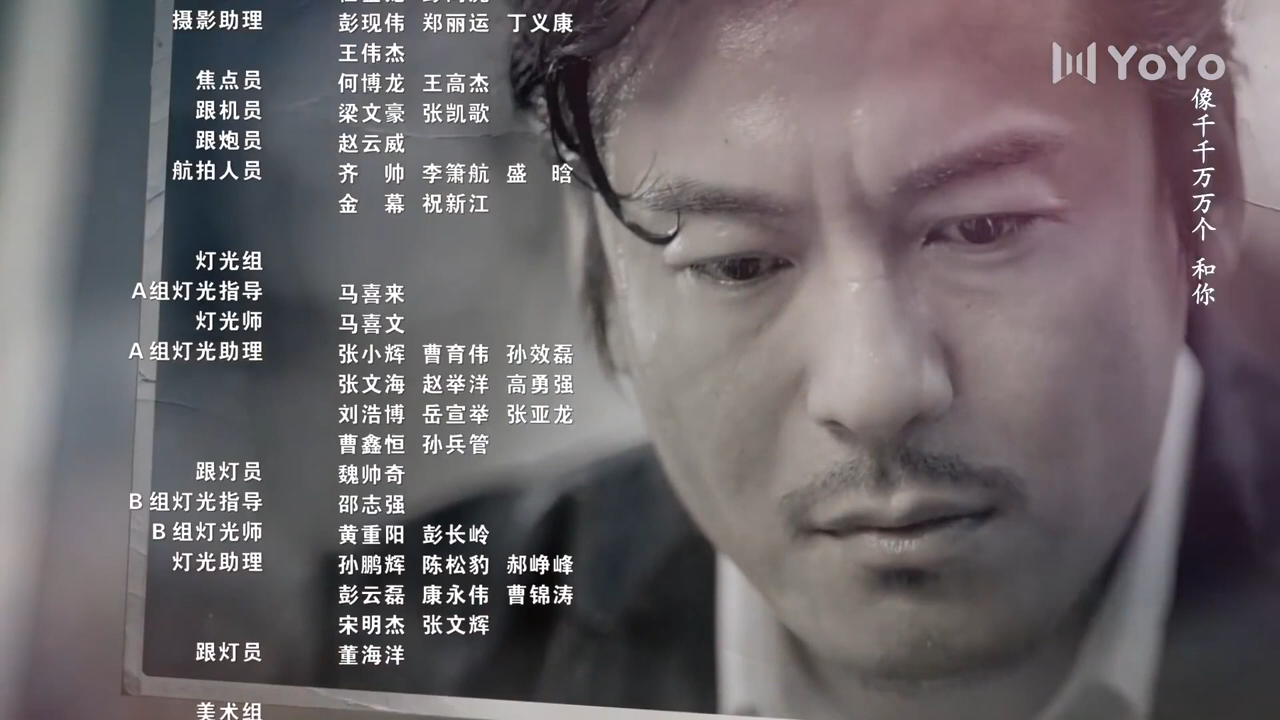 摄影助理 彭现伟 郑丽运 丁义康
王伟杰
焦点员 何博龙 王高杰
跟机员 梁文豪 张凯歌
跟炮员 赵云威
航拍人员 齐 帅 李箫航 盛 晗
金 幕 祝新江
灯光组
A组灯光指导 马喜来
灯光师 马喜文
A 组灯光助理 张小辉 曹育伟 孙效磊
张文海 赵举洋 高勇强
刘浩博 岳宣举 张亚龙
曹鑫恒 孙兵管
跟灯员 魏帅奇
B 组灯光指导 邵志强
B 组灯光师 黄重阳 彭长岭
灯光助理 孙鹏辉 陈松豹 郝峥峰
彭云磊 康永伟 曹锦涛
宋明杰 张文辉
跟灯员 董海洋
美术组
YoYo
像千千万万个 和你